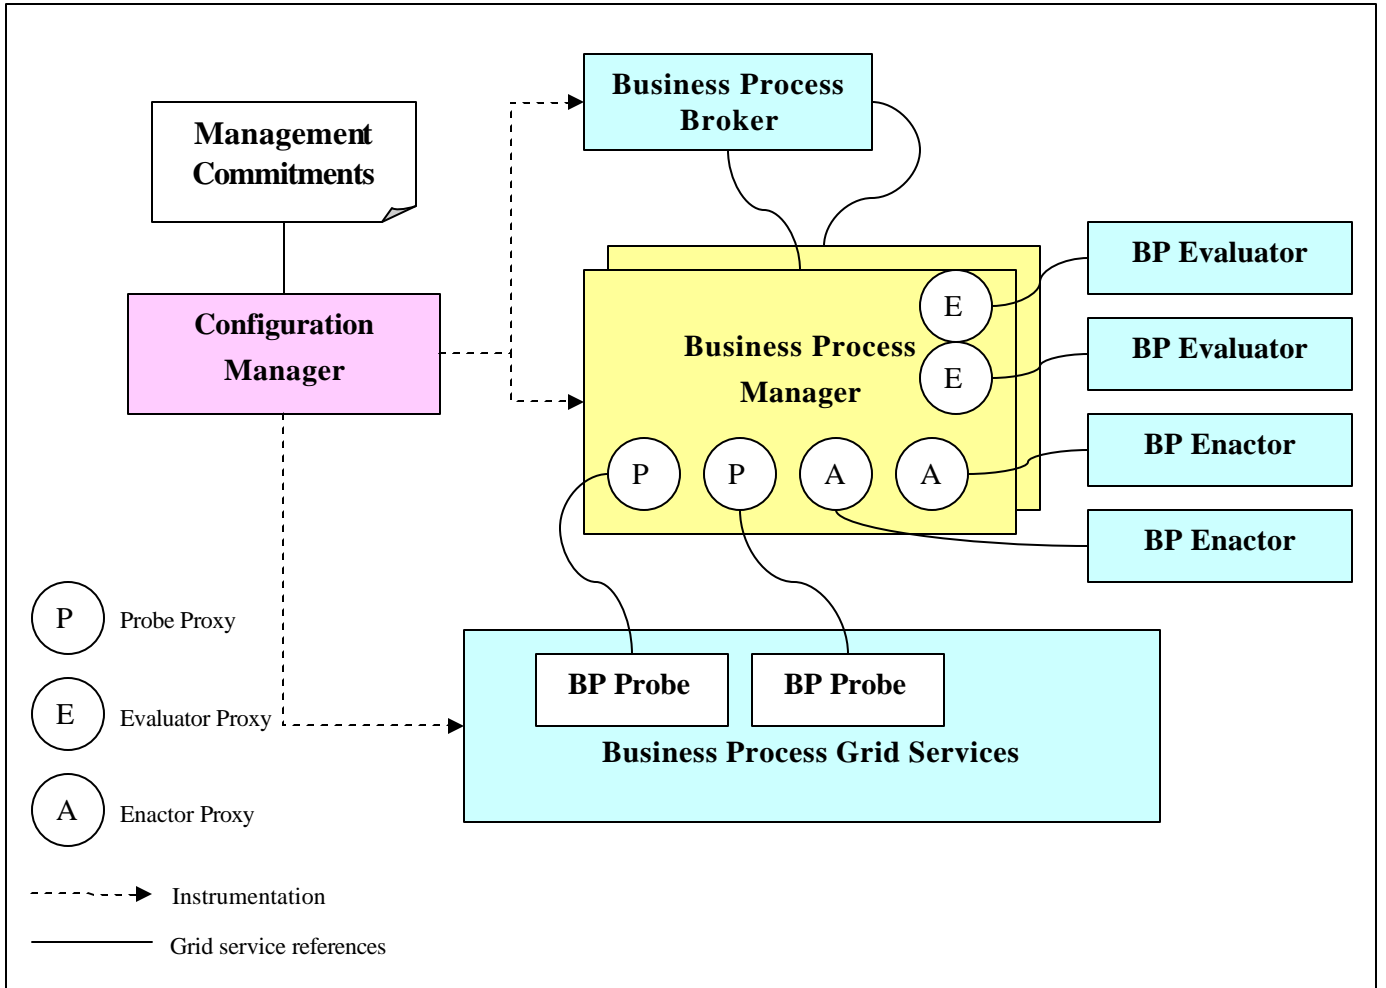 Business Process
Broker
Management
Commitments
BP Evaluator
E
Configuration
Manager
Business Process
Manager
BP Evaluator
E
BP Enactor
P
P
A
A
BP Enactor
P
Probe Proxy
BP Probe
BP Probe
E
Evaluator Proxy
Business Process Grid Services
A
Enactor Proxy
Instrumentation
Grid service references